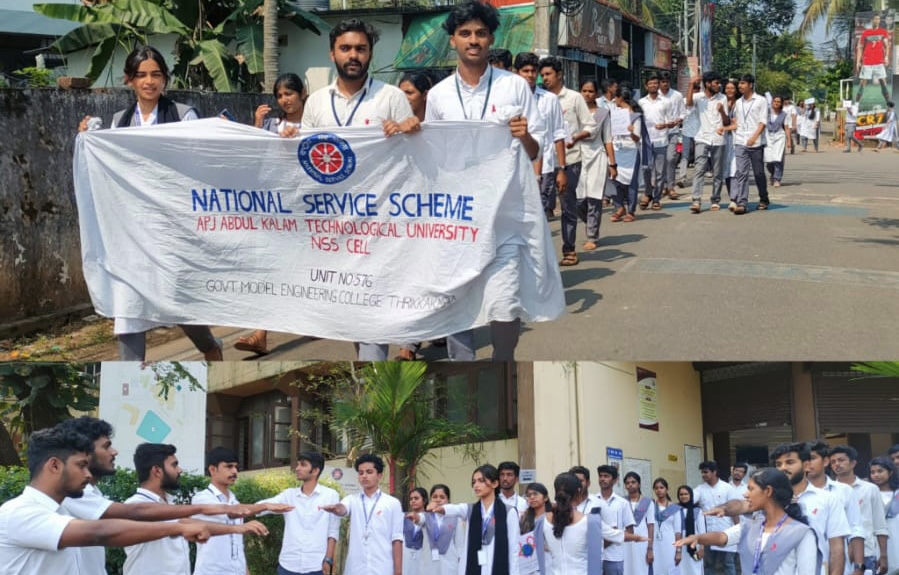 NATIONAL SERVICE SCHEME
APJ ABDUL KALAM TECHNOLOGICAL UNIVERSITY
NSS CELL
UNIT NO:576
GOVT MODEL ENGINEERING COLLEGE THRIKKAKARA